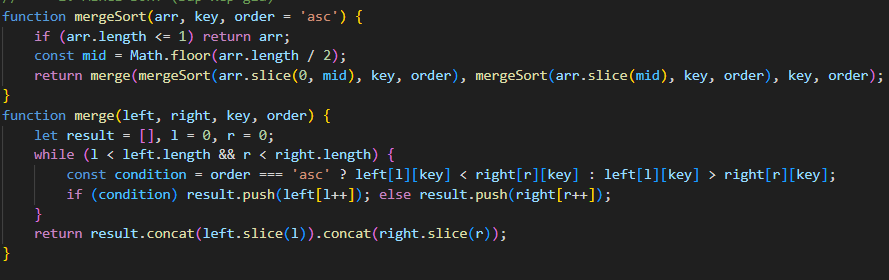 function mergeSort(arr, key, order = 'asc') {
    if (arr.length <= 1) return arr;
    const mid = Math.floor(arr.length / 2);
    return merge(mergeSort(arr.slice(0, mid), key, order), mergeSort(arr.slice(mid), key, order), key, order);
}
function merge(left, right, key, order) {
    let result = [], l = 0, r = 0;
    while (l < left.length && r < right.length) {
        const condition = order === 'asc' ? left[l][key] < right[r][key] : left[l][key] > right[r][key];
        if (condition) result.push(left[l++]); else result.push(right[r++]);
    }
    return result.concat(left.slice(l)).concat(right.slice(r));
}